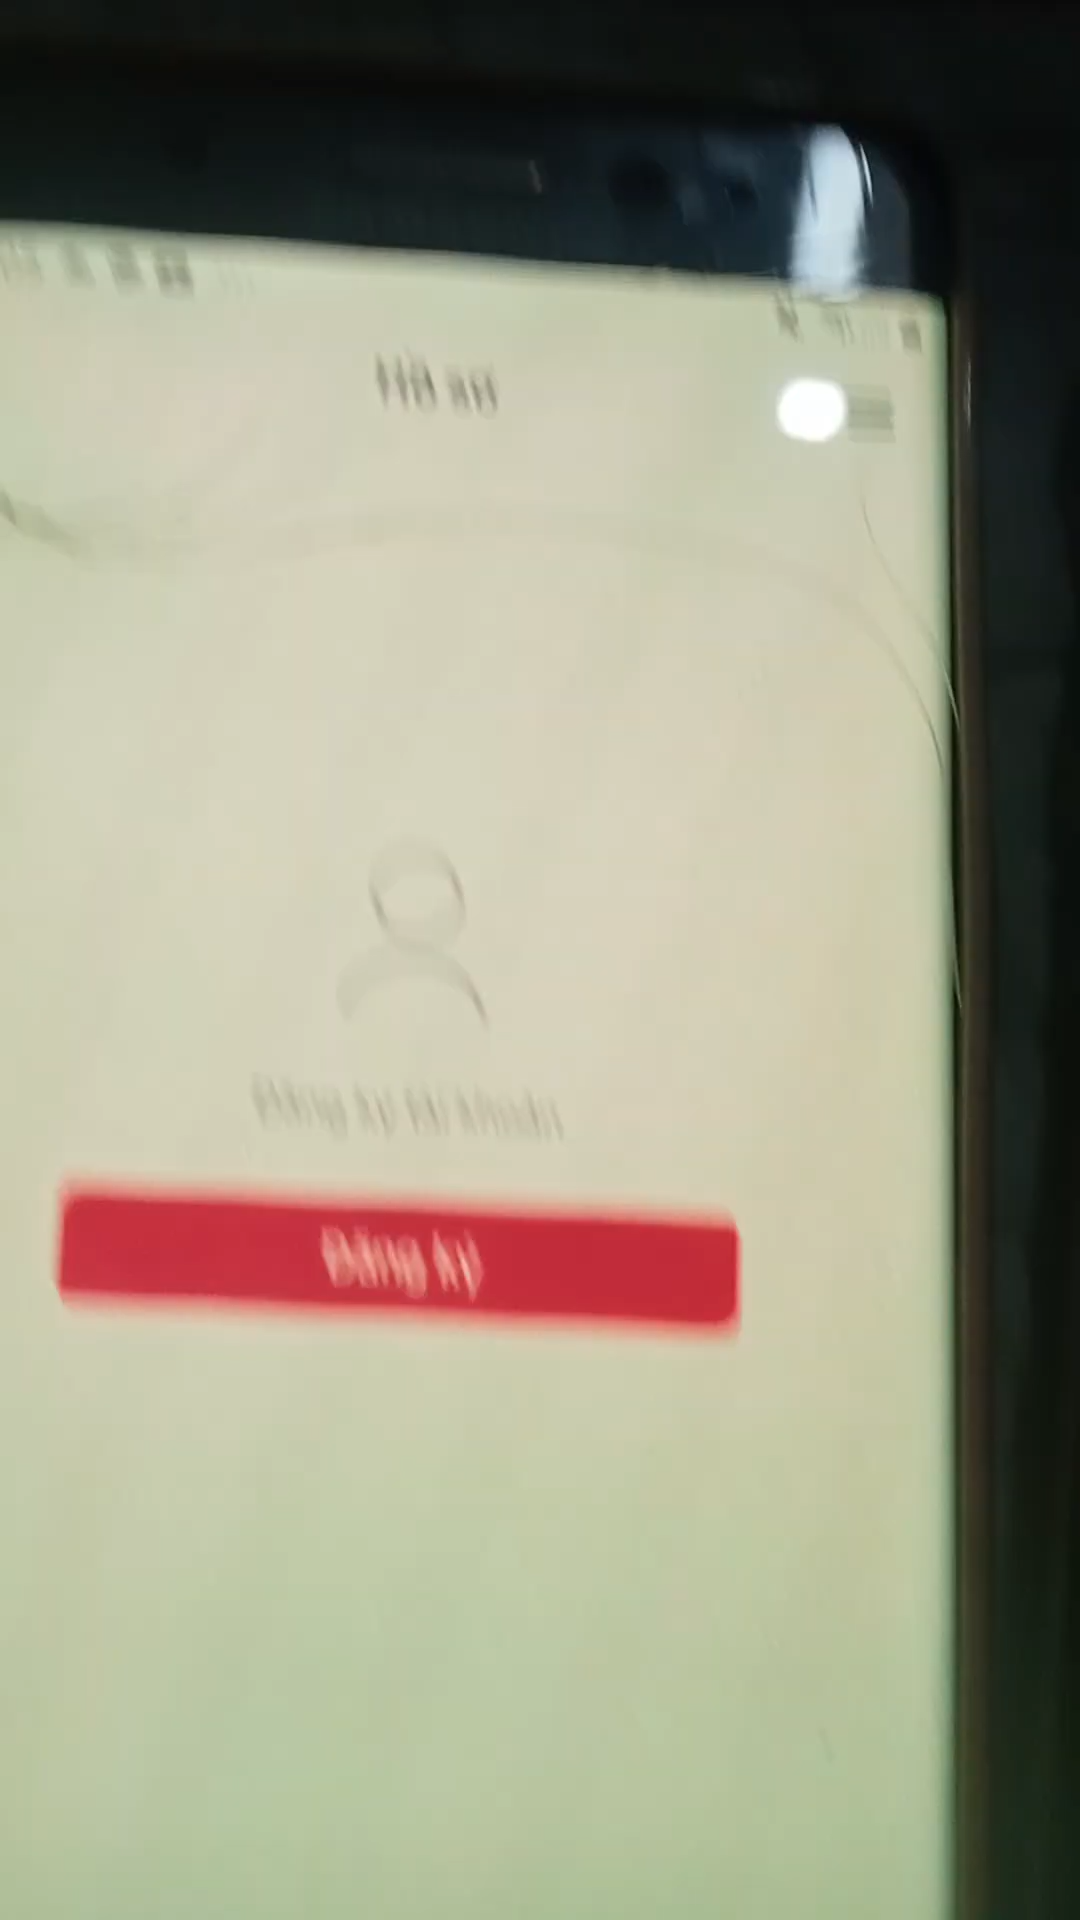 Hồ sơ
Đăng ký tài khoản
Đăng ký